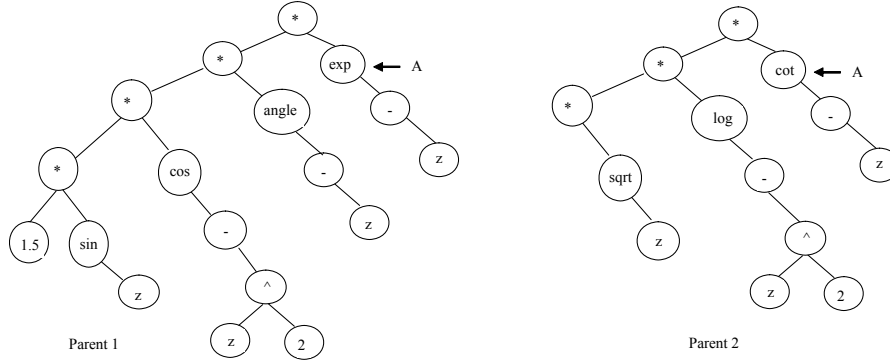 *
*
*
exp
A
cot
A
*
*
-
*
angle
log
-
z
z
*
cos
-
sqrt
-
1.5
sin
-
z
z
^
z
^
z
2
z
2
Parent 1
Parent 2